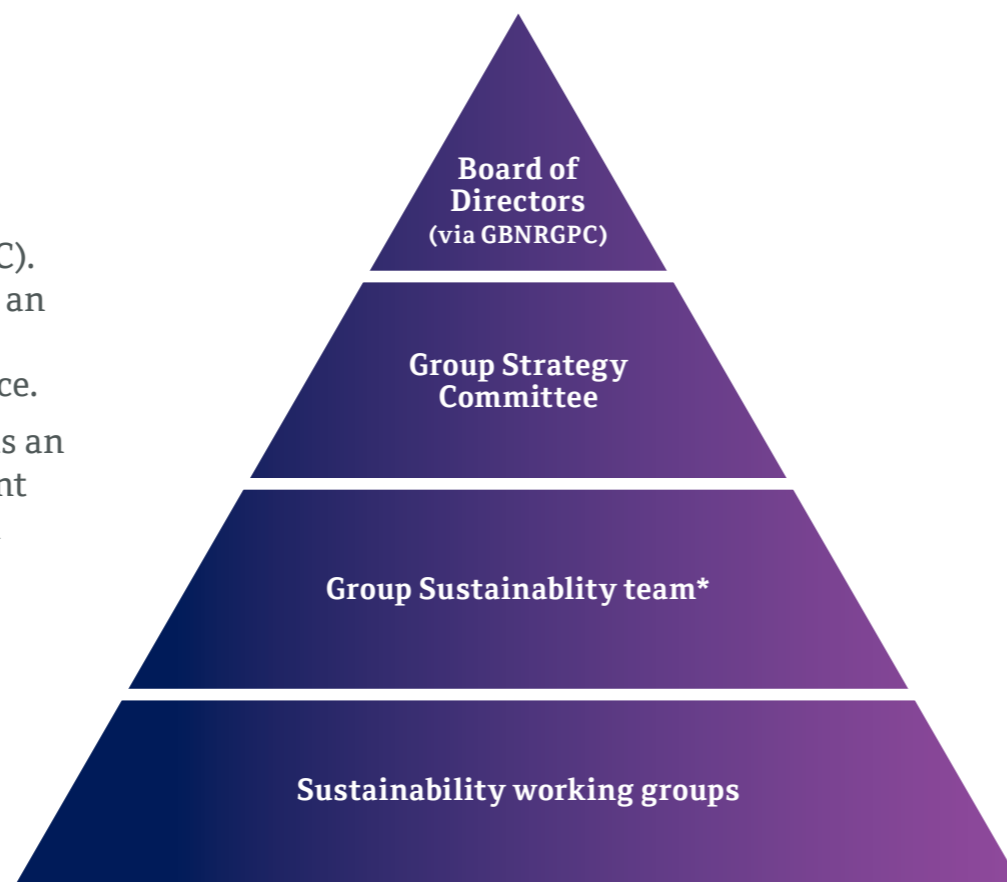 C).
an
ce.
s an
nt
Board of
Directors
(via GBNRGPC)
Group Strategy
Committee
Group Sustainablity team*
Sustainability working groups